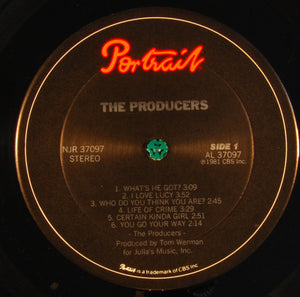 Portrait
THE PRODUCERS
NJR 37097
STEREO
SIDE 1
AL 37097
℗1981 CBS Inc.
1. WHAT'S HE GOT? 3:09
2. I LOVE LUCY 3:52
3. WHO DO YOU THINK YOU ARE? 2:45
4. LIFE OF CRIME 3:29
5. CERTAIN KINDA GIRL 2:51
6. YOU GO YOUR WAY 2:14
- The Producers -
Produced by Tom Werman
for Julia's Music, Inc.
Portrait is a trademark of CBS Inc